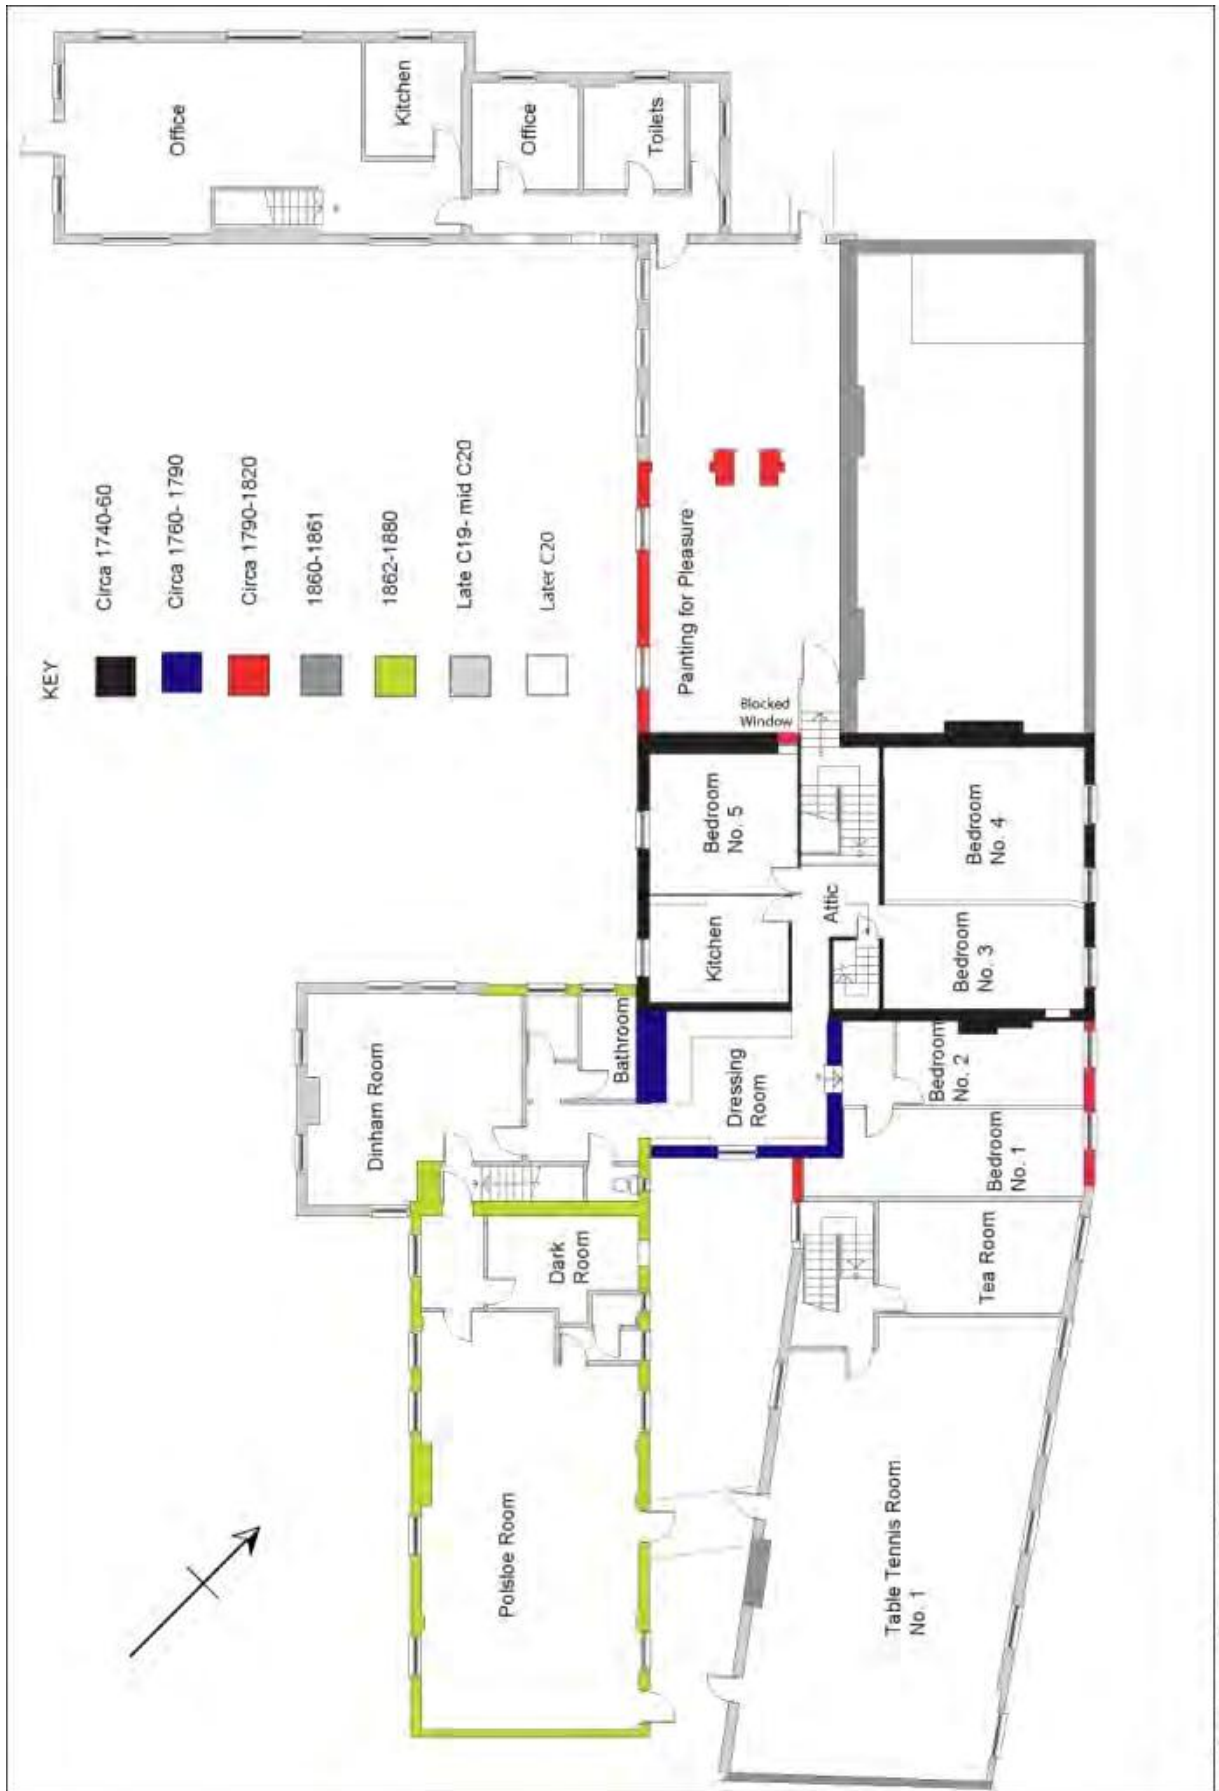 KEY
Circa 1740-60
Circa 1760- 1790
Circa 1790-1820
1860-1861
1862-1880
Late C19- mid C20
Later C20
Office
Kitchen
Office
Toilets
Painting for Pleasure
Blocked
Window
Bedroom
No. 5
Kitchen
Attic
Bedroom
No. 4
Bedroom
No. 3
Bedroom
No. 2
Bedroom
No. 1
Dressing
Room
Bathroom
Dinham Room
Dark
Room
Polsloe Room
Tea Room
Table Tennis Room
No. 1